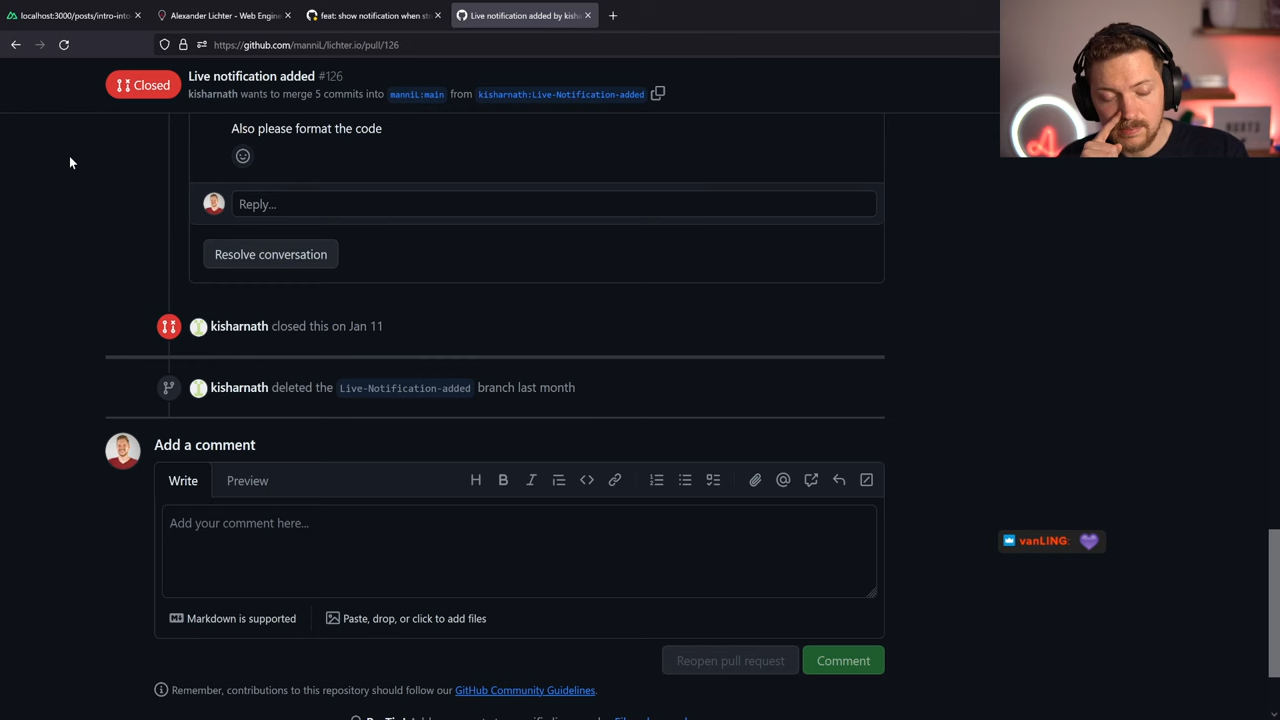 localhost:3000/posts/intro-into
Alexander Lichter - Web Engine
feat: show notification when st
Live notification added by kish
https://github.com/manniL/lichter.io/pull/126
Closed
Live notification added #126
kisharnath wants to merge 5 commits into manniL:main from kisharnath:Live-Notification-added
Also please format the code
Reply...
Resolve conversation
kisharnath closed this on Jan 11
kisharnath deleted the Live-Notification-added branch last month
Add a comment
Write
Preview
Add your comment here...
Markdown is supported
Paste, drop, or click to add files
Reopen pull request
Comment
Remember, contributions to this repository should follow our GitHub Community Guidelines.
vanLING: